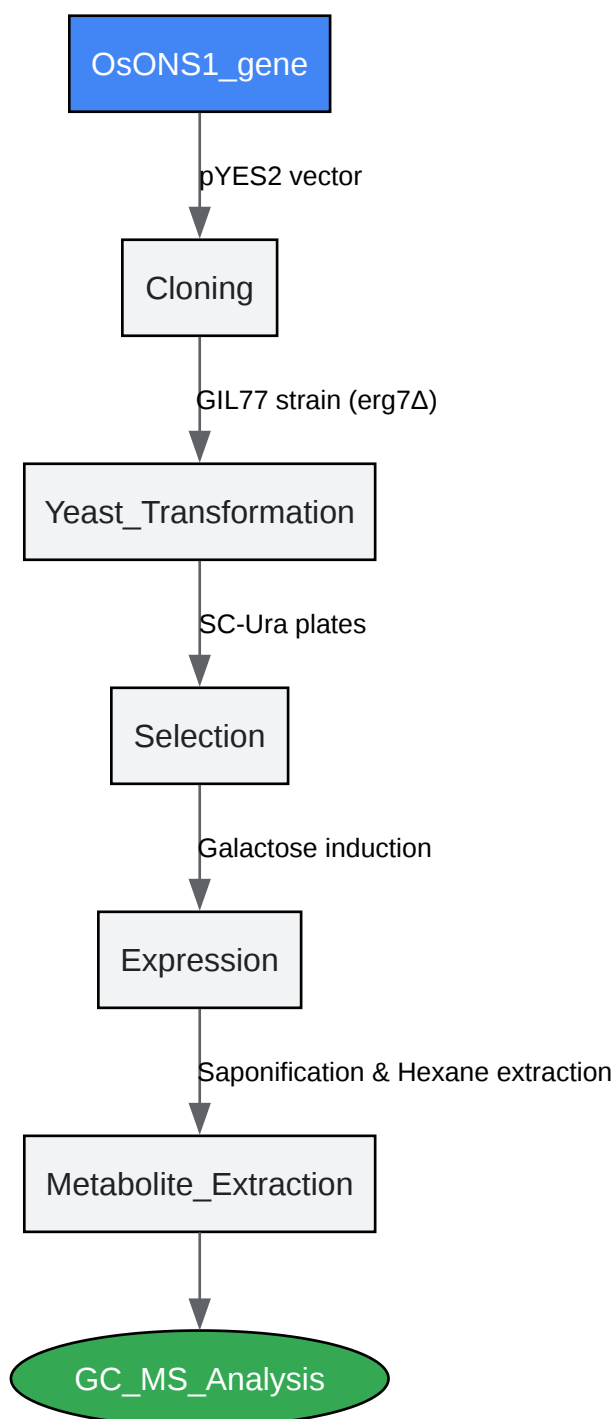 OsONS1_gene
pYES2 vector
Cloning
GIL77 strain (erg7Δ)
Yeast_Transformation
SC-Ura plates
Selection
Galactose induction
Expression
Saponification & Hexane extraction
Metabolite_Extraction
GC_MS_Analysis